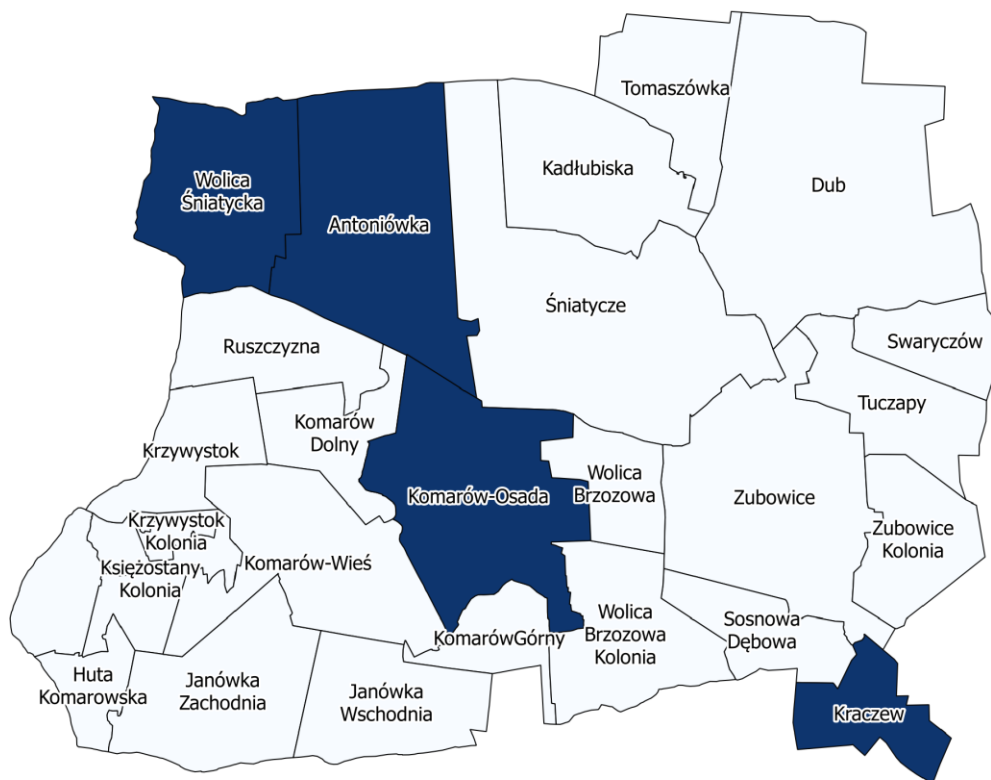 Tomaszówka
Kadłubiska
Dub
Wolica
Śniatycka
Antoniówka
Śniatycze
Ruszczyzna
Swaryczów
Tuczapy
Komarów
Dolny
Krzywystok
Wolica
Brzozowa
Komarów-Osada
Zubowice
Krzywystok
Kolonia
Zubowice
Kolonia
Księżostany
Kolonia
Komarów-Wieś
Wolica
Brzozowa
Kolonia
Sosnowa
Dębowa
KomarówGórny
Huta
Komarowska
Janówka
Zachodnia
Janówka
Wschodnia
Kraczew